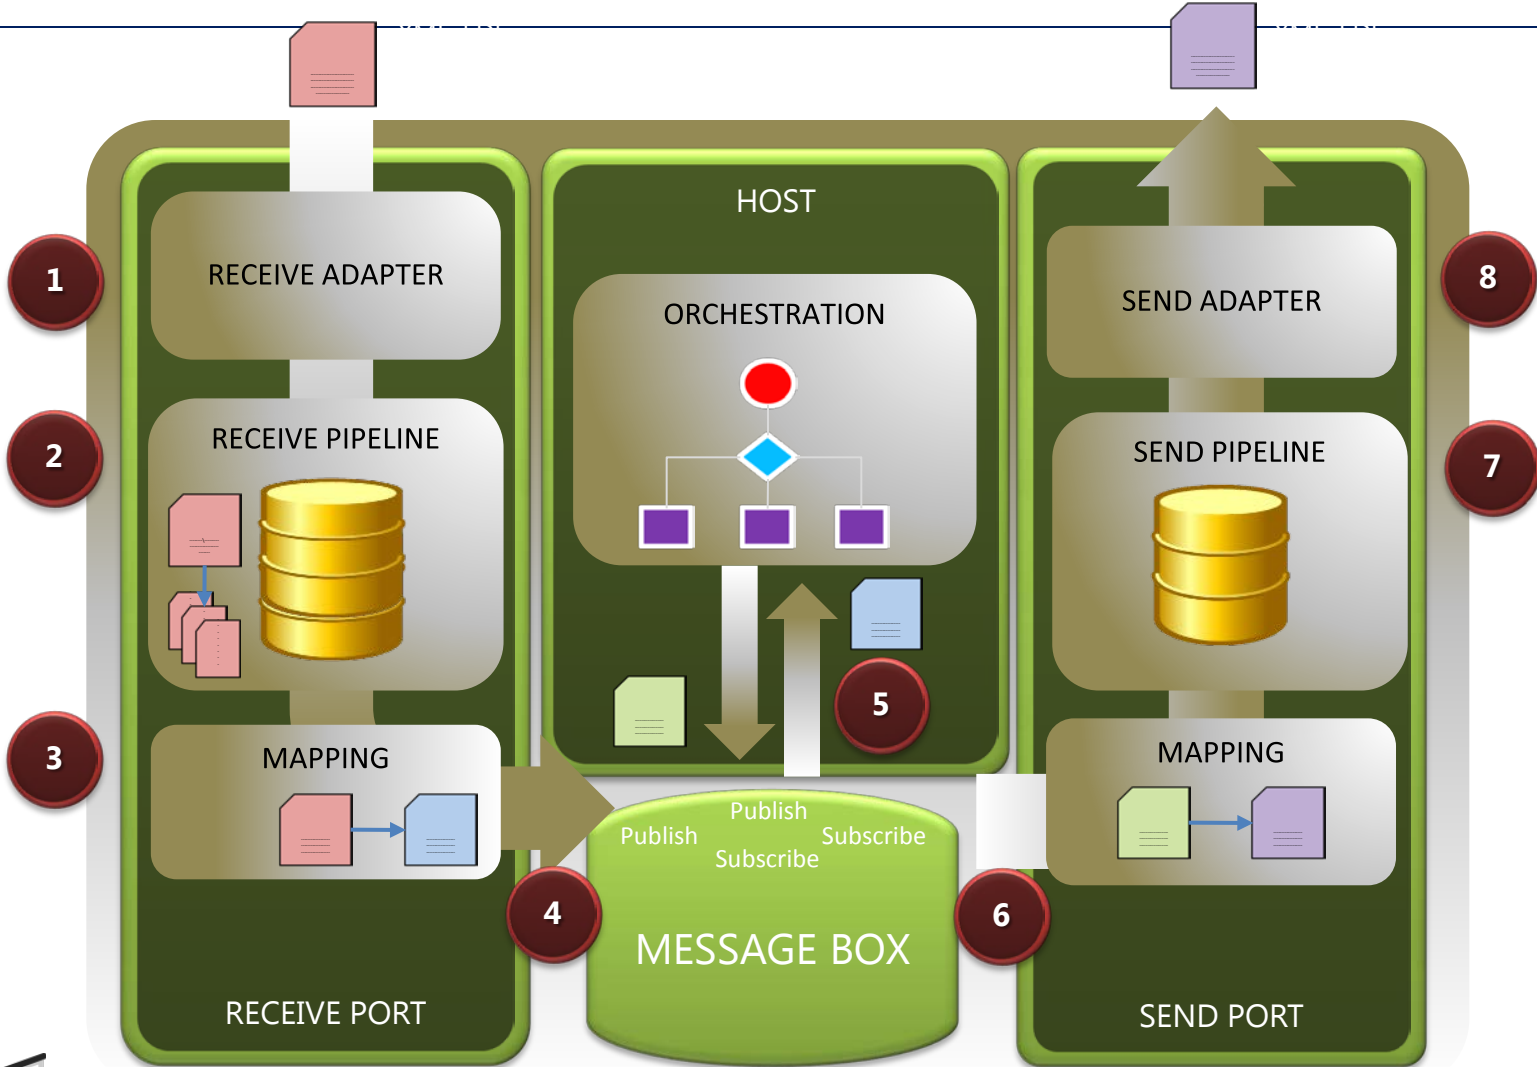 HOST
RECEIVE ADAPTER
1
ORCHESTRATION
SEND ADAPTER
8
RECEIVE PIPELINE
2
SEND PIPELINE
7
5
3
MAPPING
MAPPING
Publish
Publish
Subscribe
Subscribe
4
6
MESSAGE BOX
RECEIVE PORT
SEND PORT